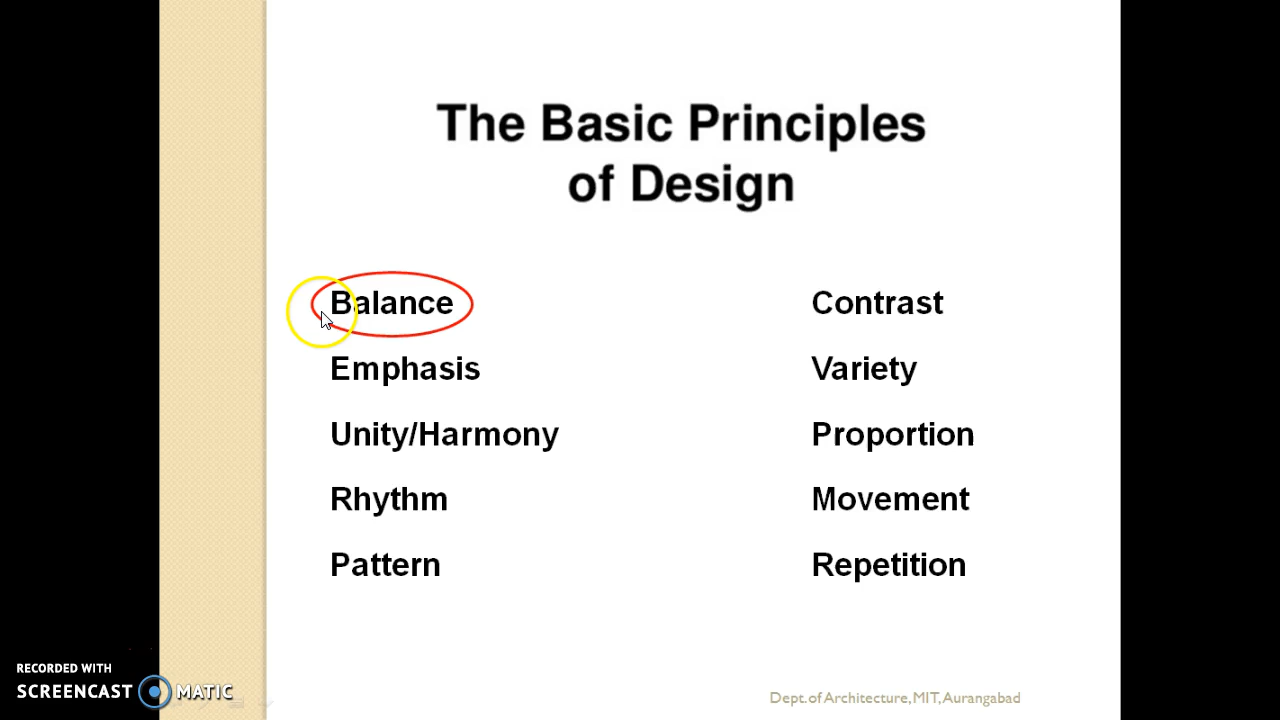 The Basic Principles
of Design
Balance
Emphasis
Unity/Harmony
Rhythm
Pattern
Contrast
Variety
Proportion
Movement
Repetition
RECORDED WITH
SCREENCAST MATIC
Dept. of Architecture, MIT, Aurangabad